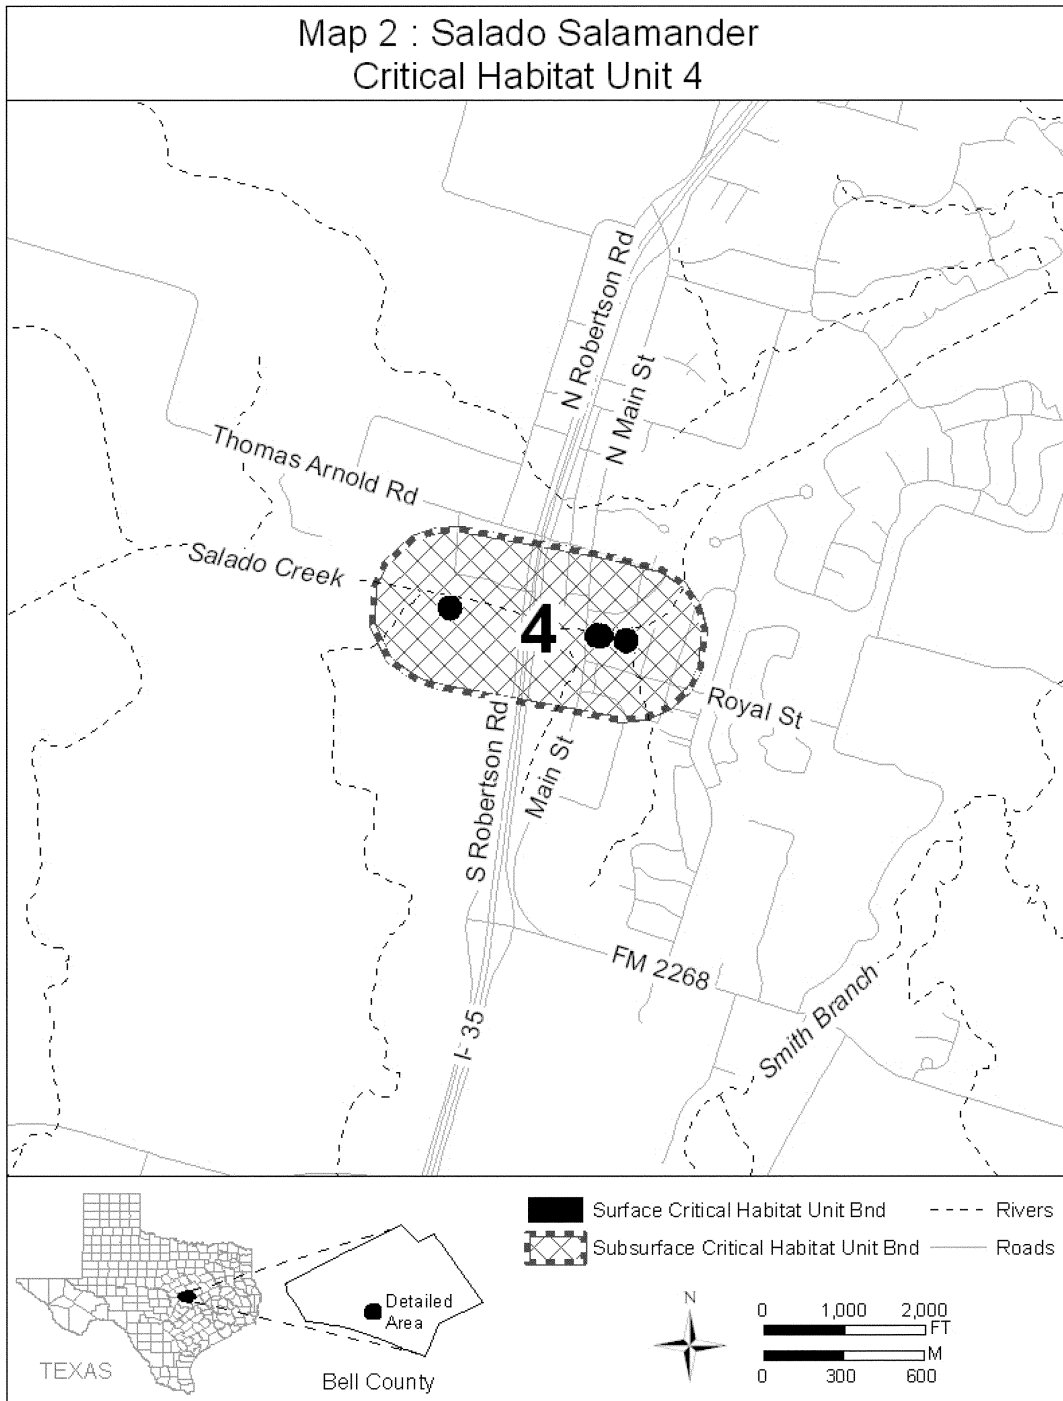 Map 2 : Salado Salamander
Critical Habitat Unit 4
N Robertson Rd
N Main St
Thomas Arnold Rd
Salado Creek
4
Royal St
S Robertson Rd
Main St
FM 2268
Smith Branch
I-35
Surface Critical Habitat Unit Bnd
Rivers
Subsurface Critical Habitat Unit Bnd
Roads
Detailed
Area
TEXAS
Bell County
N
0 1,000 2,000
FT
M
0 300 600